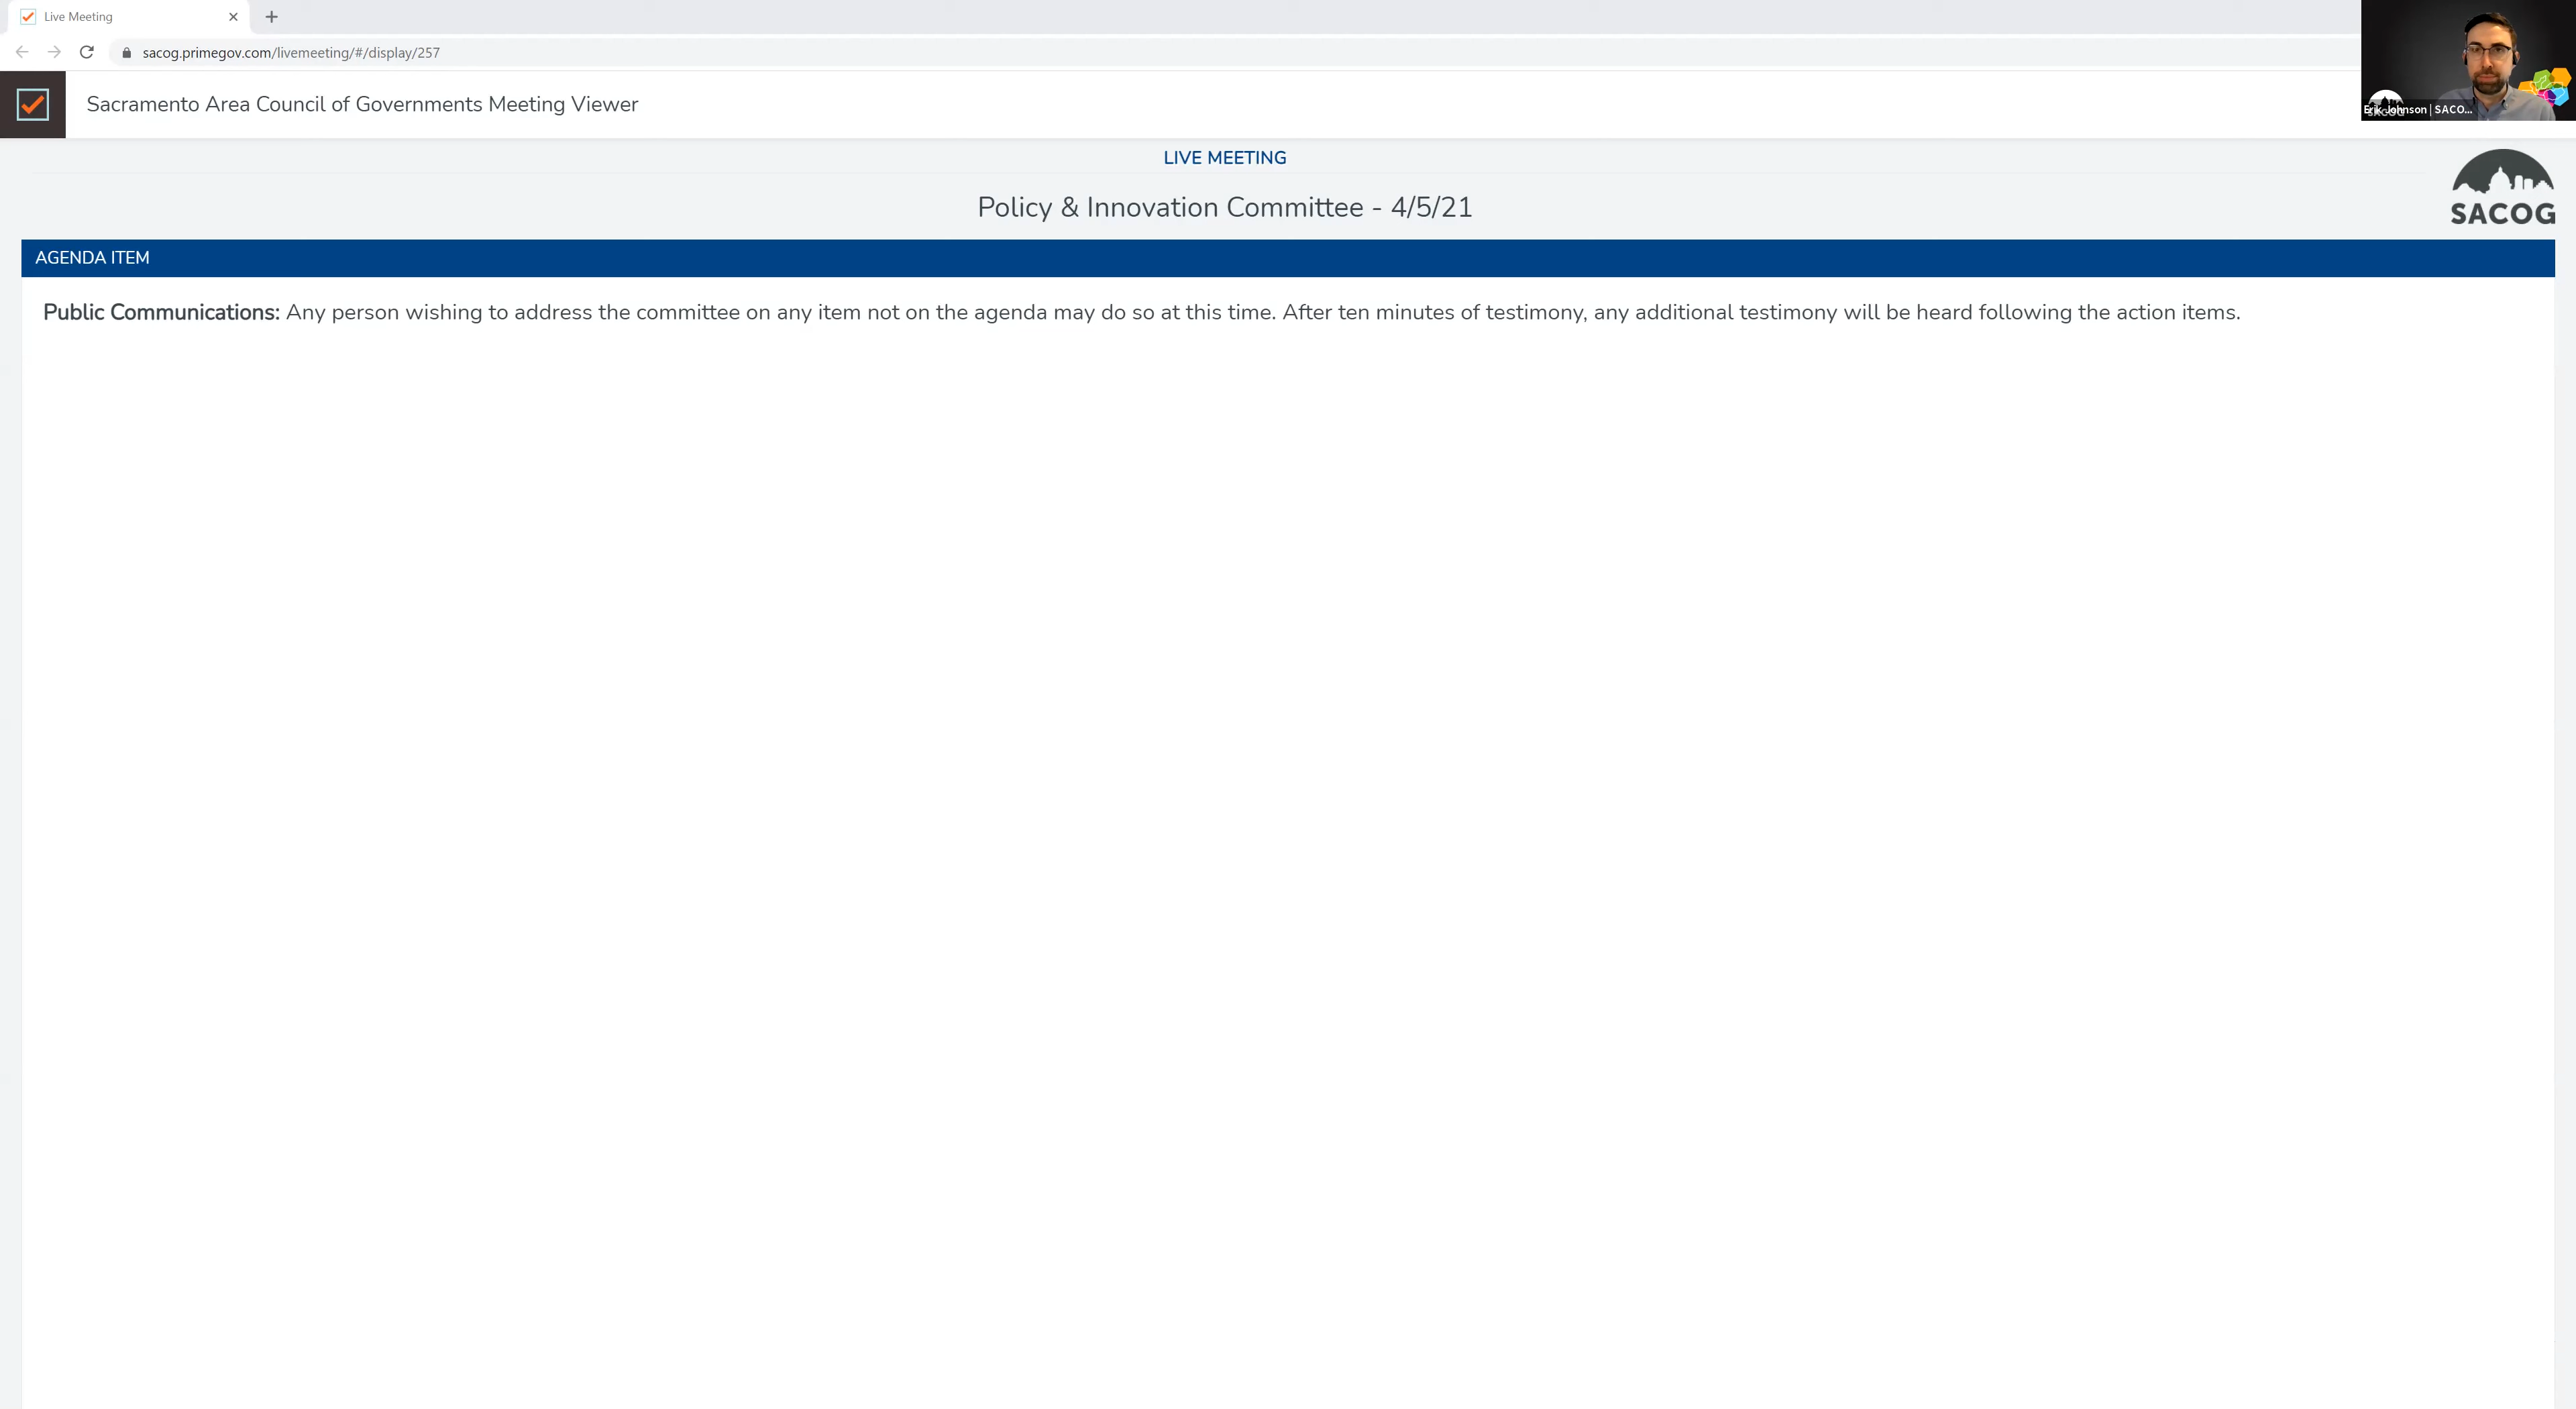 Live Meeting
sacog.primegov.com/livemeeting/#/display/257
Sacramento Area Council of Governments Meeting Viewer
Erik Johnson | SACO...
LIVE MEETING
Policy & Innovation Committee - 4/5/21
SACOG
AGENDA ITEM
Public Communications: Any person wishing to address the committee on any item not on the agenda may do so at this time. After ten minutes of testimony, any additional testimony will be heard following the action items.